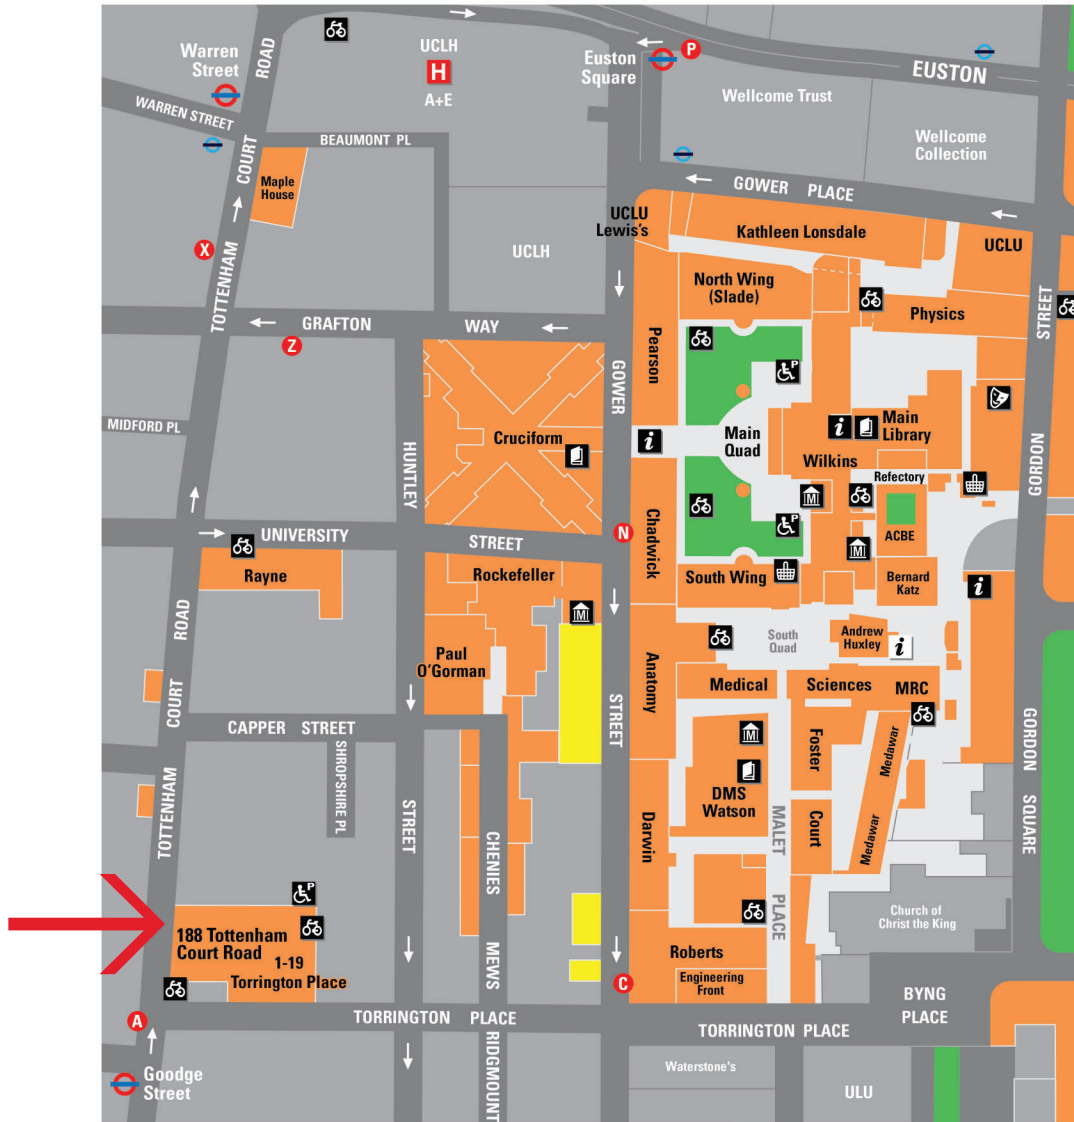 Warren
Street
ROAD
UCLH
H
A+E
Euston
Square
P
EUSTON
Wellcome Trust
Wellcome
Collection
WARREN STREET
BEAUMONT PL
COURT
Maple
House
GOWER PLACE
UCLU
Lewis's
Kathleen Lonsdale
UCLU
X
UCLH
TOTTENHAM
North Wing
(Slade)
Physics
STREET
GRAFTON WAY
Z
Pearson
P
GOWER
MIDFORD PL
HUNTLEY
Cruciform
i
Main
Quad
i
Main
Library
Wilkins
Refectory
GORDON
M
UNIVERSITY STREET
N
Chadwick
P
ACBE
M
Rayne
Rockefeller
South Wing
Bernard
Katz
i
M
ROAD
Paul
O'Gorman
Anatomy
South
Quad
Andrew
Huxley
i
Medical Sciences MRC
COURT
CAPPER STREET
STREET
SHROPSHIRE PL
M
Foster
Medawar
GORDON
TOTTENHAM
STREET
CHENIES
DMS
Watson
Darwin
MALET
Court
Medawar
SQUARE
P
188 Tottenham
Court Road
1-19
Torrington Place
MEWS
PLACE
Church of
Christ the King
Roberts
Engineering
Front
C
BYNG
PLACE
A
TORRINGTON PLACE
TORRINGTON PLACE
Goodge
Street
RIDGMOUNT
Waterstone's
ULU